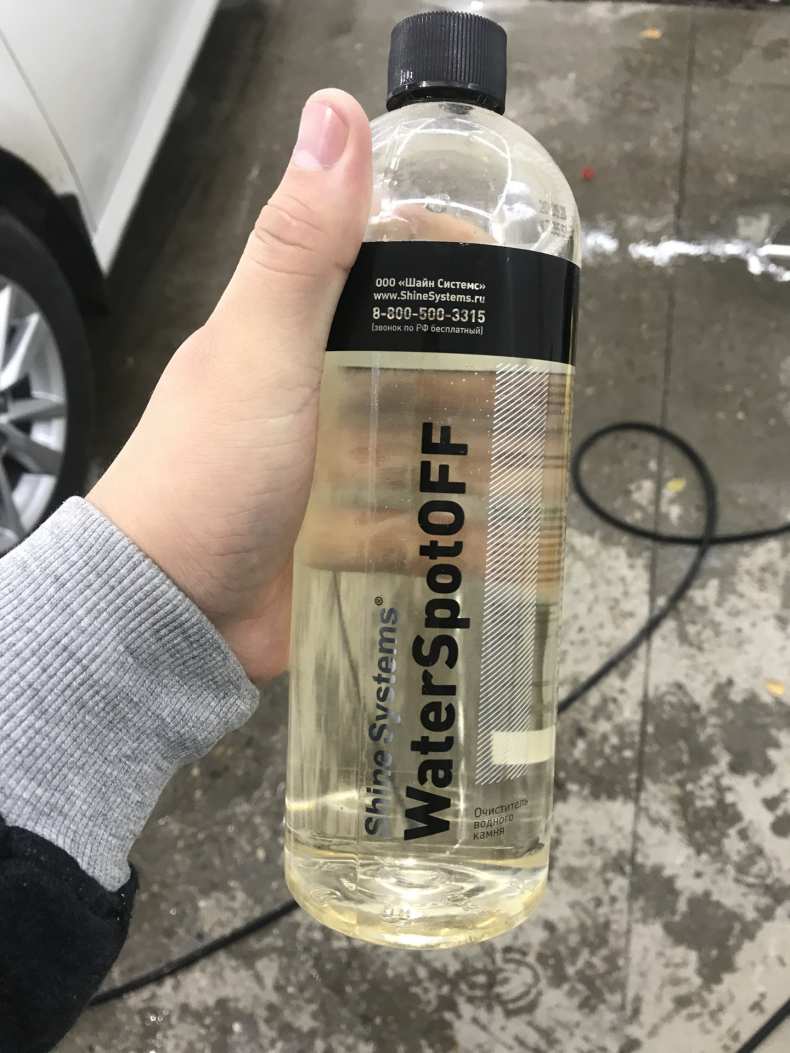 ООО «Шайн Системс»
www.ShineSystems.ru
8-800-500-3315
(звонок по РФ бесплатный)
Shine Systems®
WaterSpotOFF
Очиститель
водного
камня